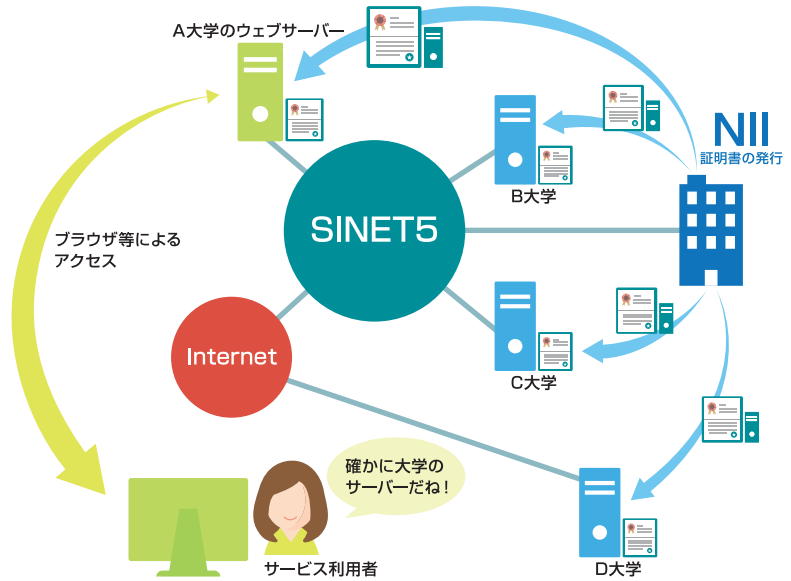 A大学のウェブサーバー
NII
証明書の発行
B大学
SINET5
ブラウザ等による
アクセス
Internet
C大学
確かに大学の
サーバーだね!
サービス利用者
D大学